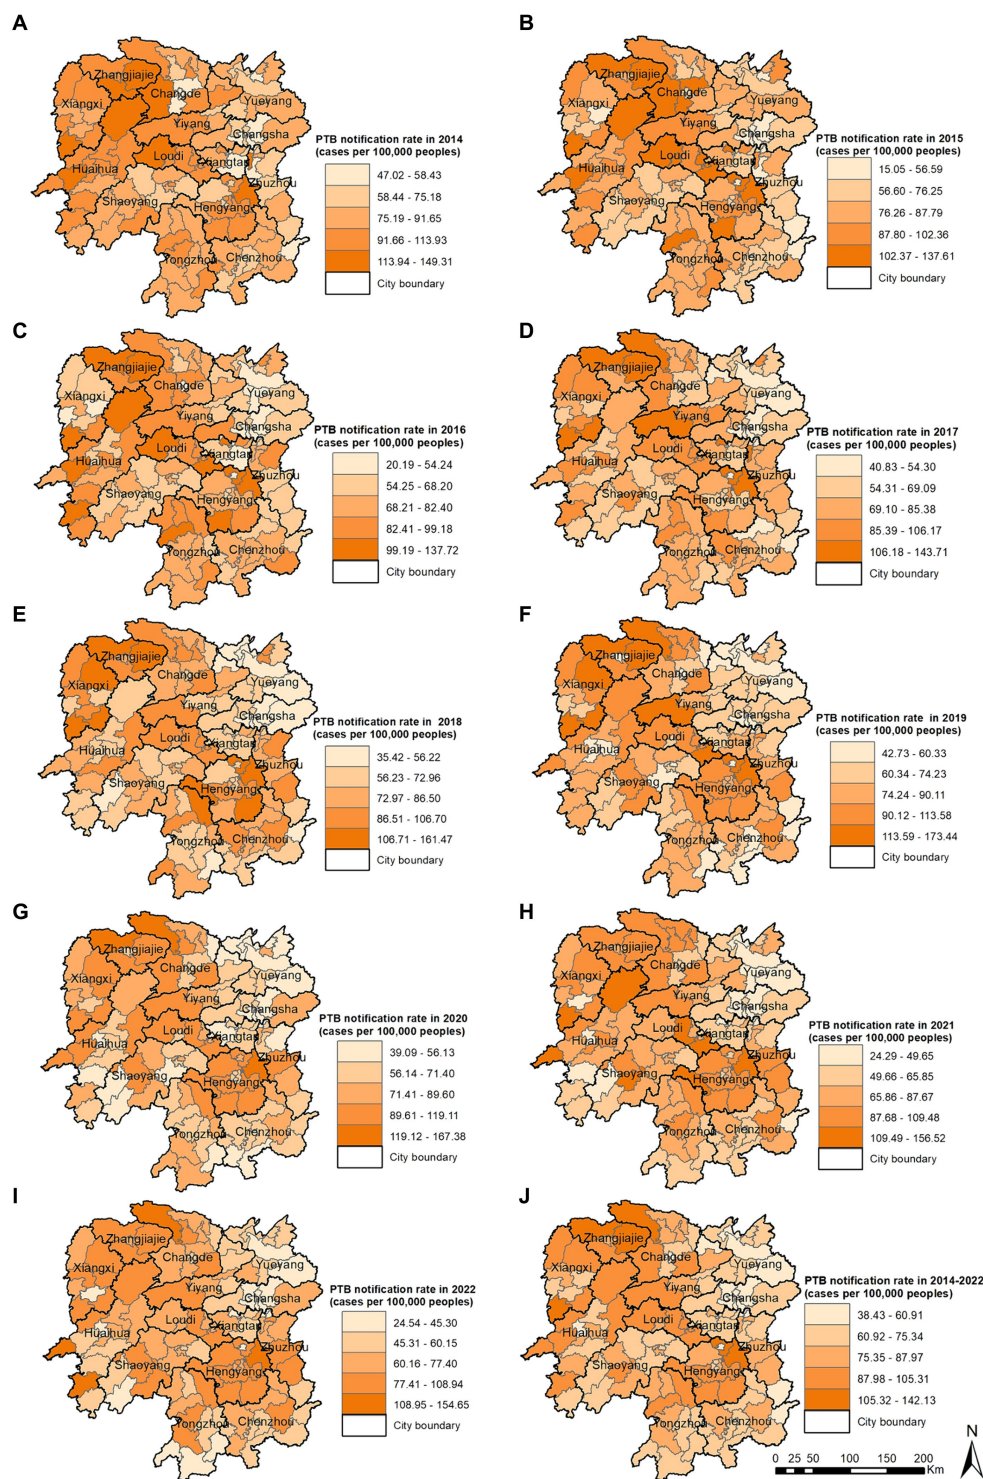 A
Zhangjiajie
Xiangxi
Changde
Yueyang
Yiyang
Changsha
Loudi
Xiangtan
Huaihua
Zhuzhou
Shaoyang
Hengyang
Yongzhou
Chenzhou
PTB notification rate in 2014
(cases per 100,000 peoples)
47.02 - 58.43
58.44 - 75.18
75.19 - 91.65
91.66 - 113.93
113.94 - 149.31
City boundary
B
Zhangjiajie
Xiangxi
Changde
Yueyang
Yiyang
Changsha
Loudi
Xiangtan
Huaihua
Zhuzhou
Shaoyang
Hengyang
Yongzhou
Chenzhou
PTB notification rate in 2015
(cases per 100,000 peoples)
15.05 - 56.59
56.60 - 76.25
76.26 - 87.79
87.80 - 102.36
102.37 - 137.61
City boundary
C
Zhangjiajie
Xiangxi
Changde
Yueyang
Yiyang
Changsha
Loudi
Xiangtan
Huaihua
Zhuzhou
Shaoyang
Hengyang
Yongzhou
Chenzhou
PTB notification rate in 2016
(cases per 100,000 peoples)
20.19 - 54.24
54.25 - 68.20
68.21 - 82.40
82.41 - 99.18
99.19 - 137.72
City boundary
D
Zhangjiajie
Xiangxi
Changde
Yueyang
Yiyang
Changsha
Loudi
Xiangtan
Huaihua
Zhuzhou
Shaoyang
Hengyang
Yongzhou
Chenzhou
PTB notification rate in 2017
(cases per 100,000 peoples)
40.83 - 54.30
54.31 - 69.09
69.10 - 85.38
85.39 - 106.17
106.18 - 143.71
City boundary
E
Zhangjiajie
Xiangxi
Changde
Yueyang
Yiyang
Changsha
Loudi
Xiangtan
Huaihua
Zhuzhou
Shaoyang
Hengyang
Yongzhou
Chenzhou
PTB notification rate in 2018
(cases per 100,000 peoples)
35.42 - 56.22
56.23 - 72.96
72.97 - 86.50
86.51 - 106.70
106.71 - 161.47
City boundary
F
Zhangjiajie
Xiangxi
Changde
Yueyang
Yiyang
Changsha
Loudi
Xiangtan
Huaihua
Zhuzhou
Shaoyang
Hengyang
Yongzhou
Chenzhou
PTB notification rate in 2019
(cases per 100,000 peoples)
42.73 - 60.33
60.34 - 74.23
74.24 - 90.11
90.12 - 113.58
113.59 - 173.44
City boundary
G
Zhangjiajie
Xiangxi
Changde
Yueyang
Yiyang
Changsha
Loudi
Xiangtan
Huaihua
Zhuzhou
Shaoyang
Hengyang
Yongzhou
Chenzhou
PTB notification rate in 2020
(cases per 100,000 peoples)
39.09 - 56.13
56.14 - 71.40
71.41 - 89.60
89.61 - 119.11
119.12 - 167.38
City boundary
H
Zhangjiajie
Xiangxi
Changde
Yueyang
Yiyang
Changsha
Loudi
Xiangtan
Huaihua
Zhuzhou
Shaoyang
Hengyang
Yongzhou
Chenzhou
PTB notification rate in 2021
(cases per 100,000 peoples)
24.29 - 49.65
49.66 - 65.85
65.86 - 87.67
87.68 - 109.48
109.49 - 156.52
City boundary
I
Zhangjiajie
Xiangxi
Changde
Yueyang
Yiyang
Changsha
Loudi
Xiangtan
Huaihua
Zhuzhou
Shaoyang
Hengyang
Yongzhou
Chenzhou
PTB notification rate in 2022
(cases per 100,000 peoples)
24.54 - 45.30
45.31 - 60.15
60.16 - 77.40
77.41 - 108.94
108.95 - 154.65
City boundary
J
Zhangjiajie
Xiangxi
Changde
Yueyang
Yiyang
Changsha
Loudi
Xiangtan
Huaihua
Zhuzhou
Shaoyang
Hengyang
Yongzhou
Chenzhou
PTB notification rate in 2014-2022
(cases per 100,000 peoples)
38.43 - 60.91
60.92 - 75.34
75.35 - 87.97
87.98 - 105.31
105.32 - 142.13
City boundary
N
0 25 50 100 150 200
Km